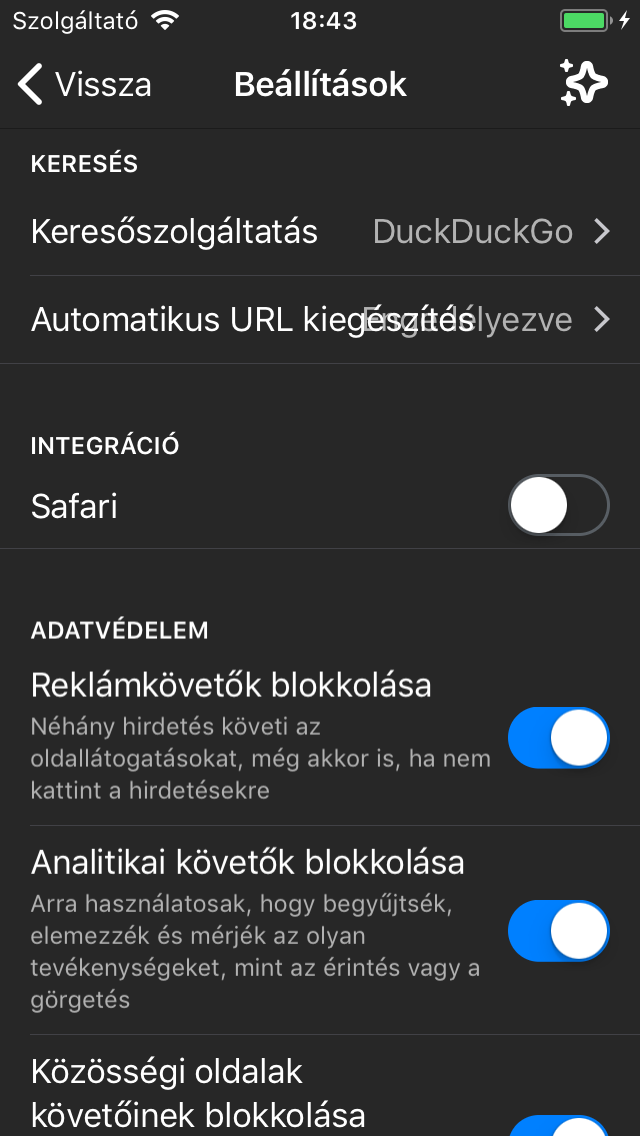 Szolgáltató 18:43
Vissza Beállítások
KERESÉS
Keresőszolgáltatás DuckDuckGo
Automatikus URL kiegészítés Engedélyezve
INTEGRÁCIÓ
Safari
ADATVÉDELEM
Reklámkövetők blokkolása
Néhány hirdetés követi az
oldallátogatásokat, még akkor is, ha nem
kattint a hirdetésekre
Analitikai követők blokkolása
Arra használatosak, hogy begyűjtsék,
elemezzék és mérjék az olyan
tevékenységeket, mint az érintés vagy a
görgetés
Közösségi oldalak
követőinek blokkolása